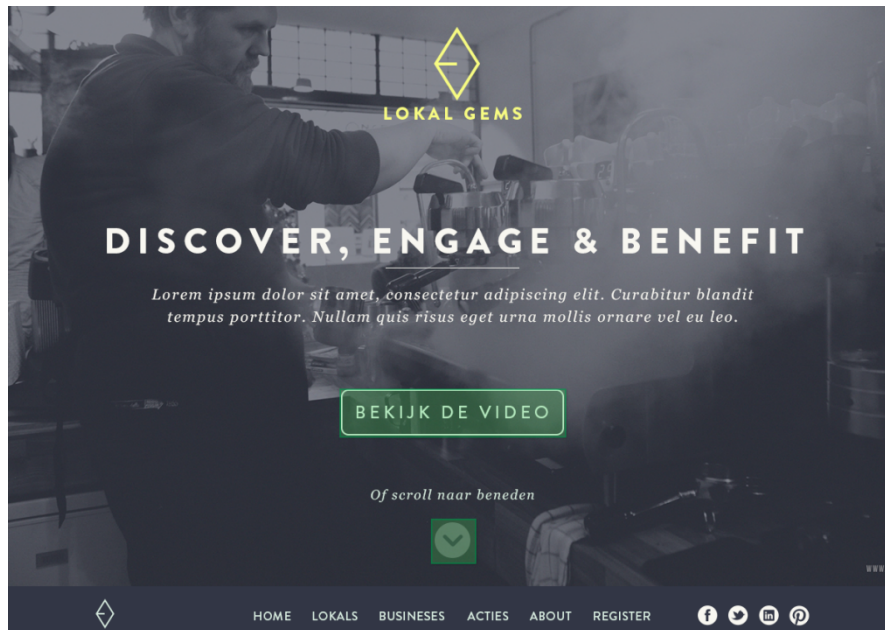 LOKAL GEMS
DISCOVER, ENGAGE & BENEFIT
Lorem ipsum dolor sit amet, consectetur adipiscing elit. Curabitur blandit
tempus porttitor. Nullam quis risus eget urna mollis ornare vel eu leo.
BEKIJK DE VIDEO
Of scroll naar beneden
WWW
HOME LOKALS BUSINESES ACTIES ABOUT REGISTER